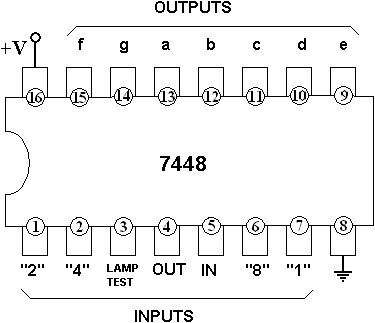 OUTPUTS
+V f g a b c d e
16 15 14 13 12 11 10 9
7448
1 2 3 4 5 6 7 8
"2" "4" LAMP TEST OUT IN "8" "1"
INPUTS